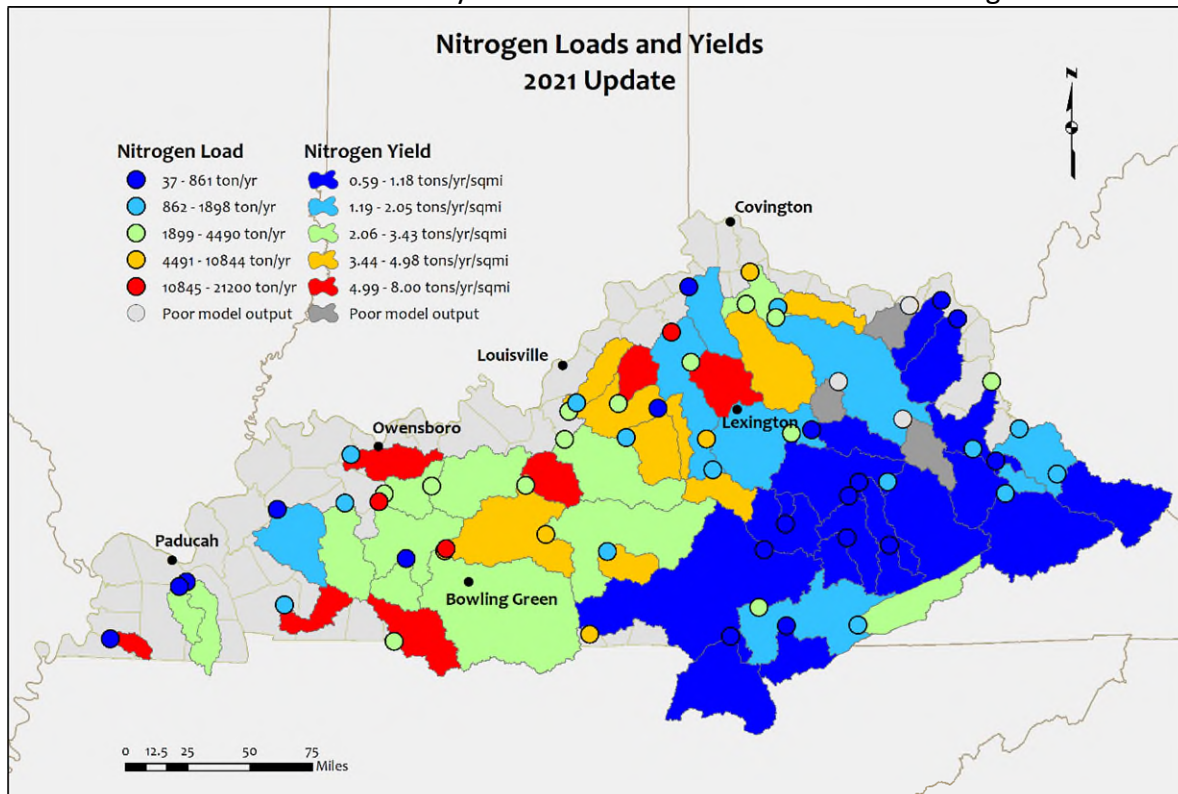 Nitrogen Loads and Yields
2021 Update
N
Nitrogen Load
37 - 861 ton/yr
862 - 1898 ton/yr
1899 - 4490 ton/yr
4491 - 10844 ton/yr
10845 - 21200 ton/yr
Poor model output
Nitrogen Yield
0.59 - 1.18 tons/yr/sqmi
1.19 - 2.05 tons/yr/sqmi
2.06 - 3.43 tons/yr/sqmi
3.44 - 4.98 tons/yr/sqmi
4.99 - 8.00 tons/yr/sqmi
Poor model output
Covington
Louisville
Lexington
Owensboro
Paducah
Bowling Green
0 12.5 25 50 75
Miles